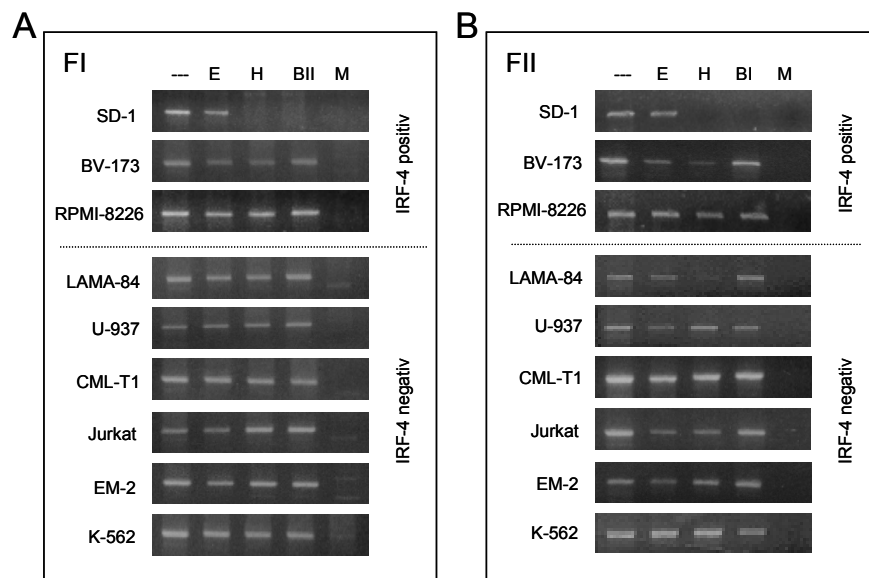 A
FI
--- E H BII M
SD-1
BV-173
RPMI-8226
IRF-4 positiv
LAMA-84
U-937
CML-T1
Jurkat
EM-2
K-562
IRF-4 negativ
B
FII
--- E H BI M
SD-1
BV-173
RPMI-8226
IRF-4 positiv
LAMA-84
U-937
CML-T1
Jurkat
EM-2
K-562
IRF-4 negativ